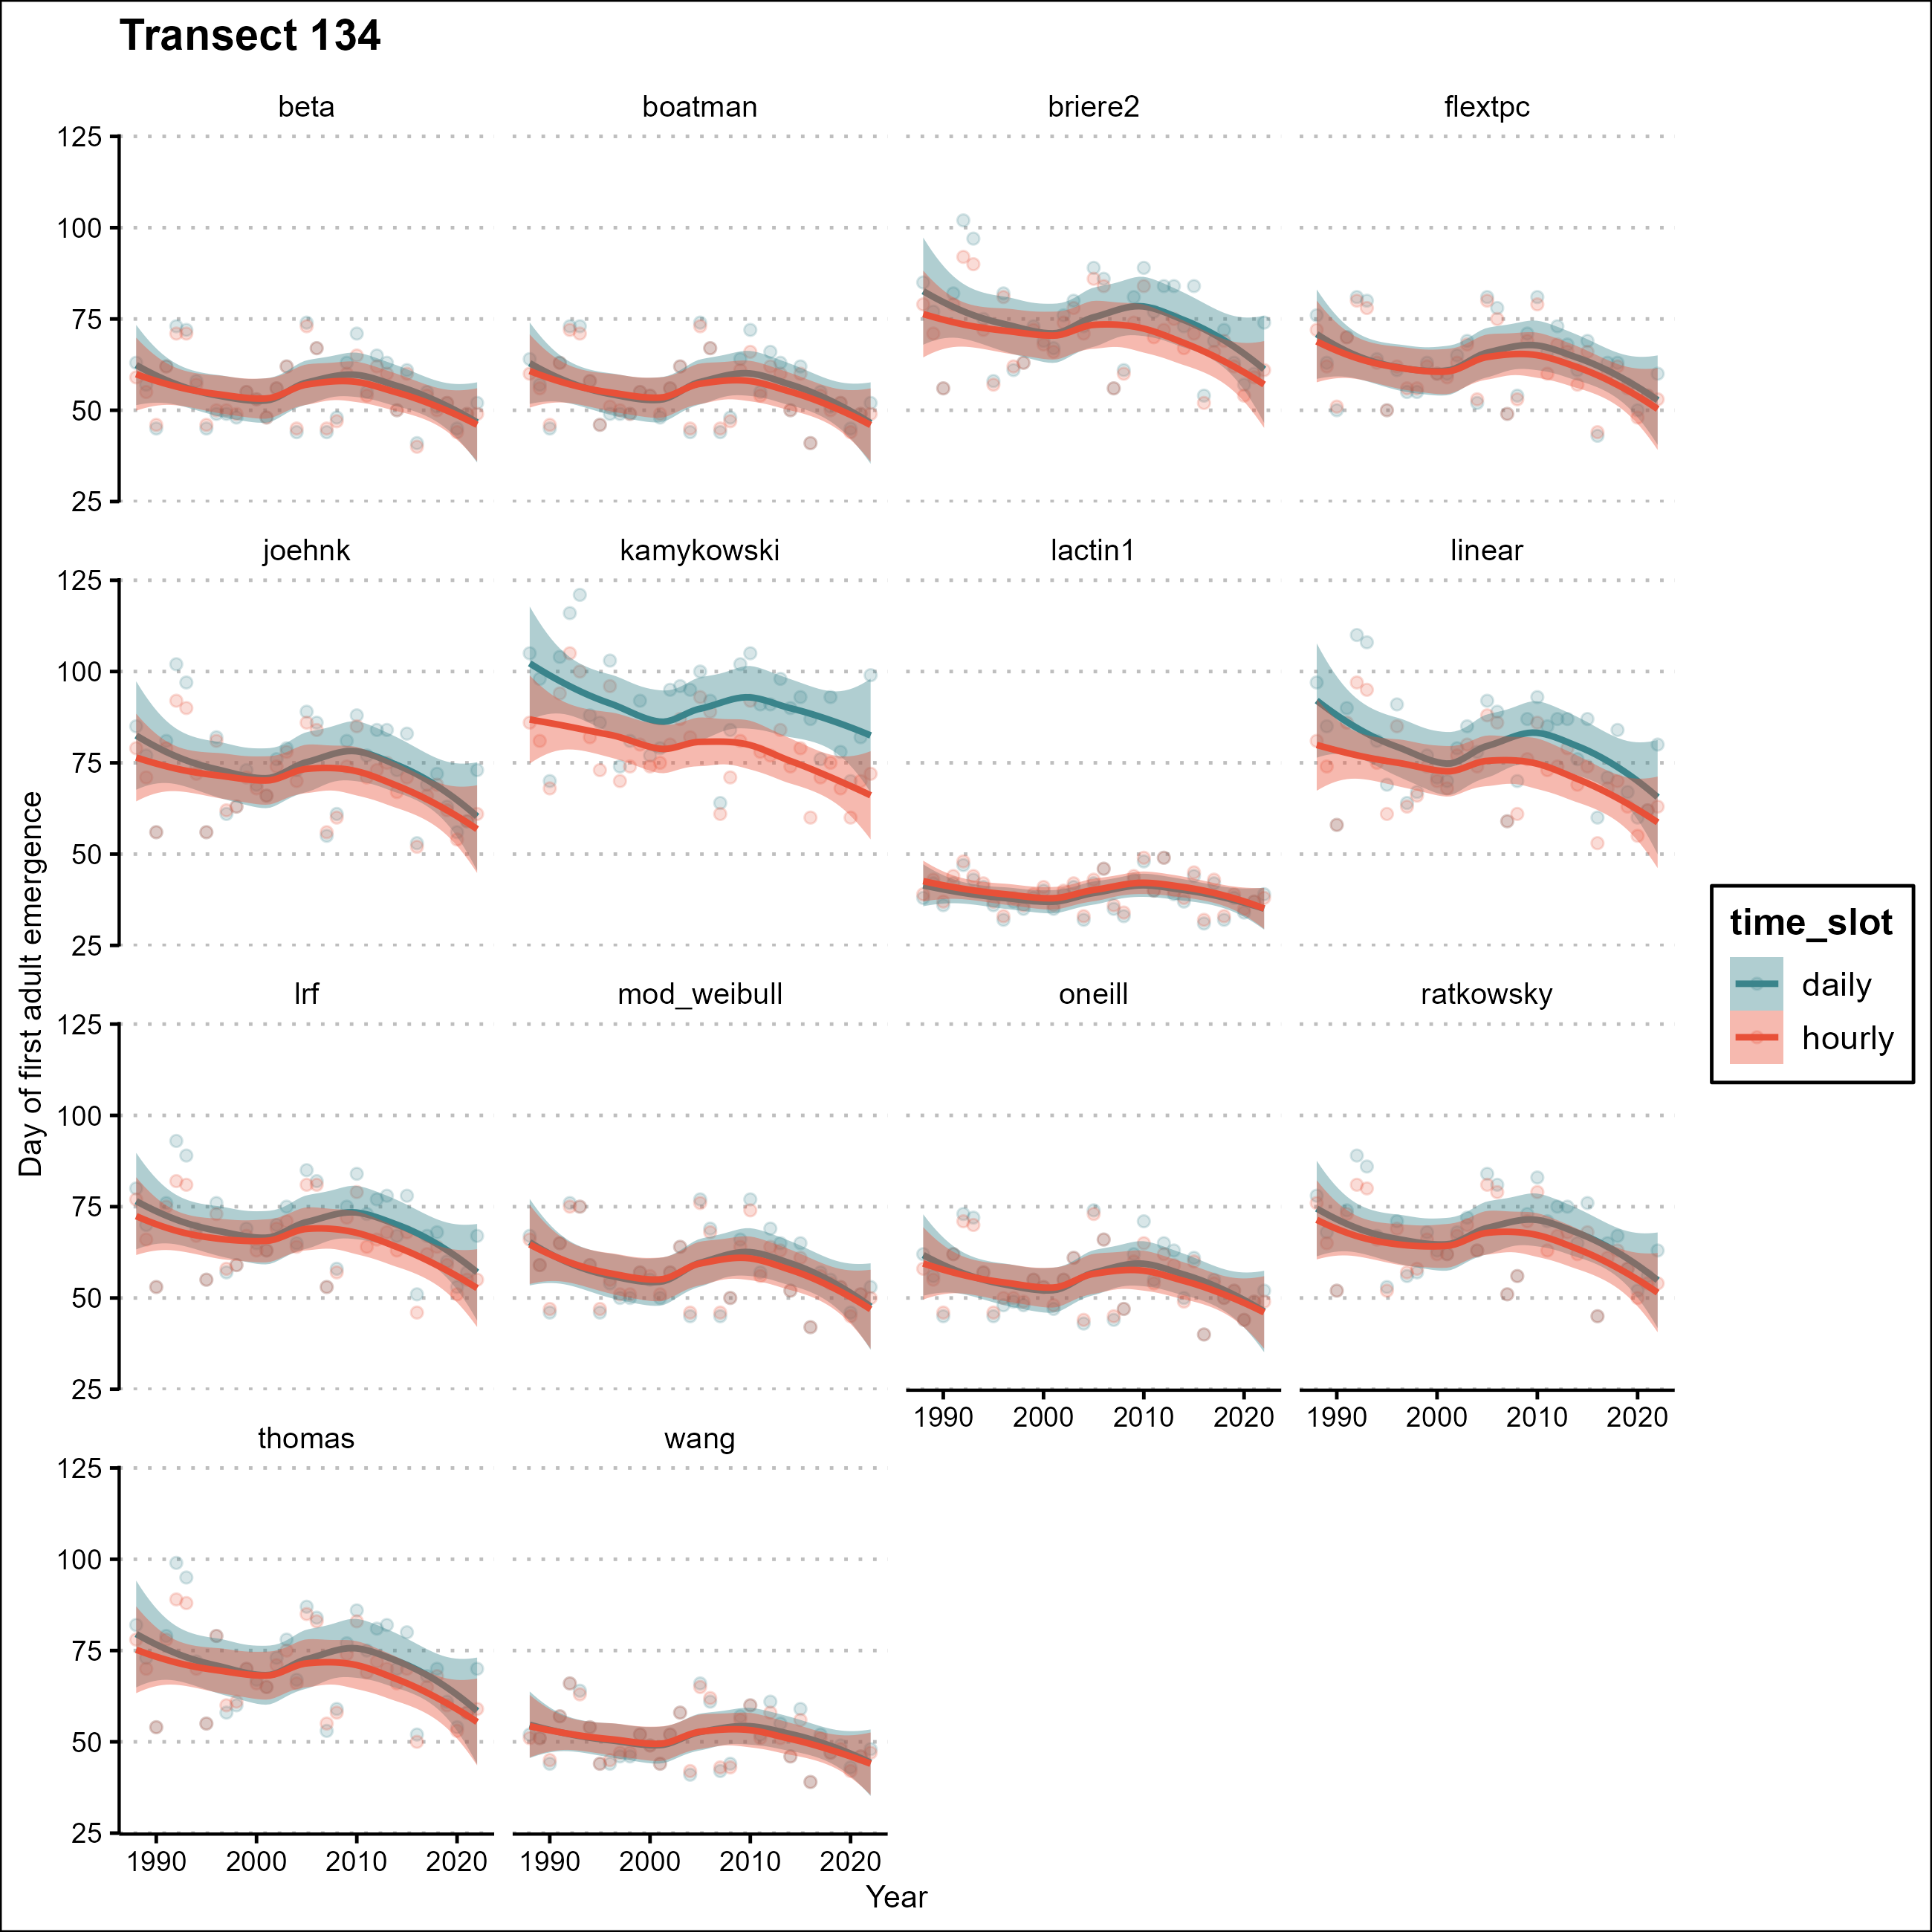 Transect 134
beta boatman briere2 flextpc
125
100
75
50
25
joehnk kamykowski lactin1 linear
125
100
75
50
25
lrf mod_weibull oneill ratkowsky
125
100
75
50
25
1990 2000 2010 2020 1990 2000 2010 2020
thomas wang
125
100
75
50
25
1990 2000 2010 2020 1990 2000 2010 2020
Year
Day of first adult emergence
time_slot
daily
hourly